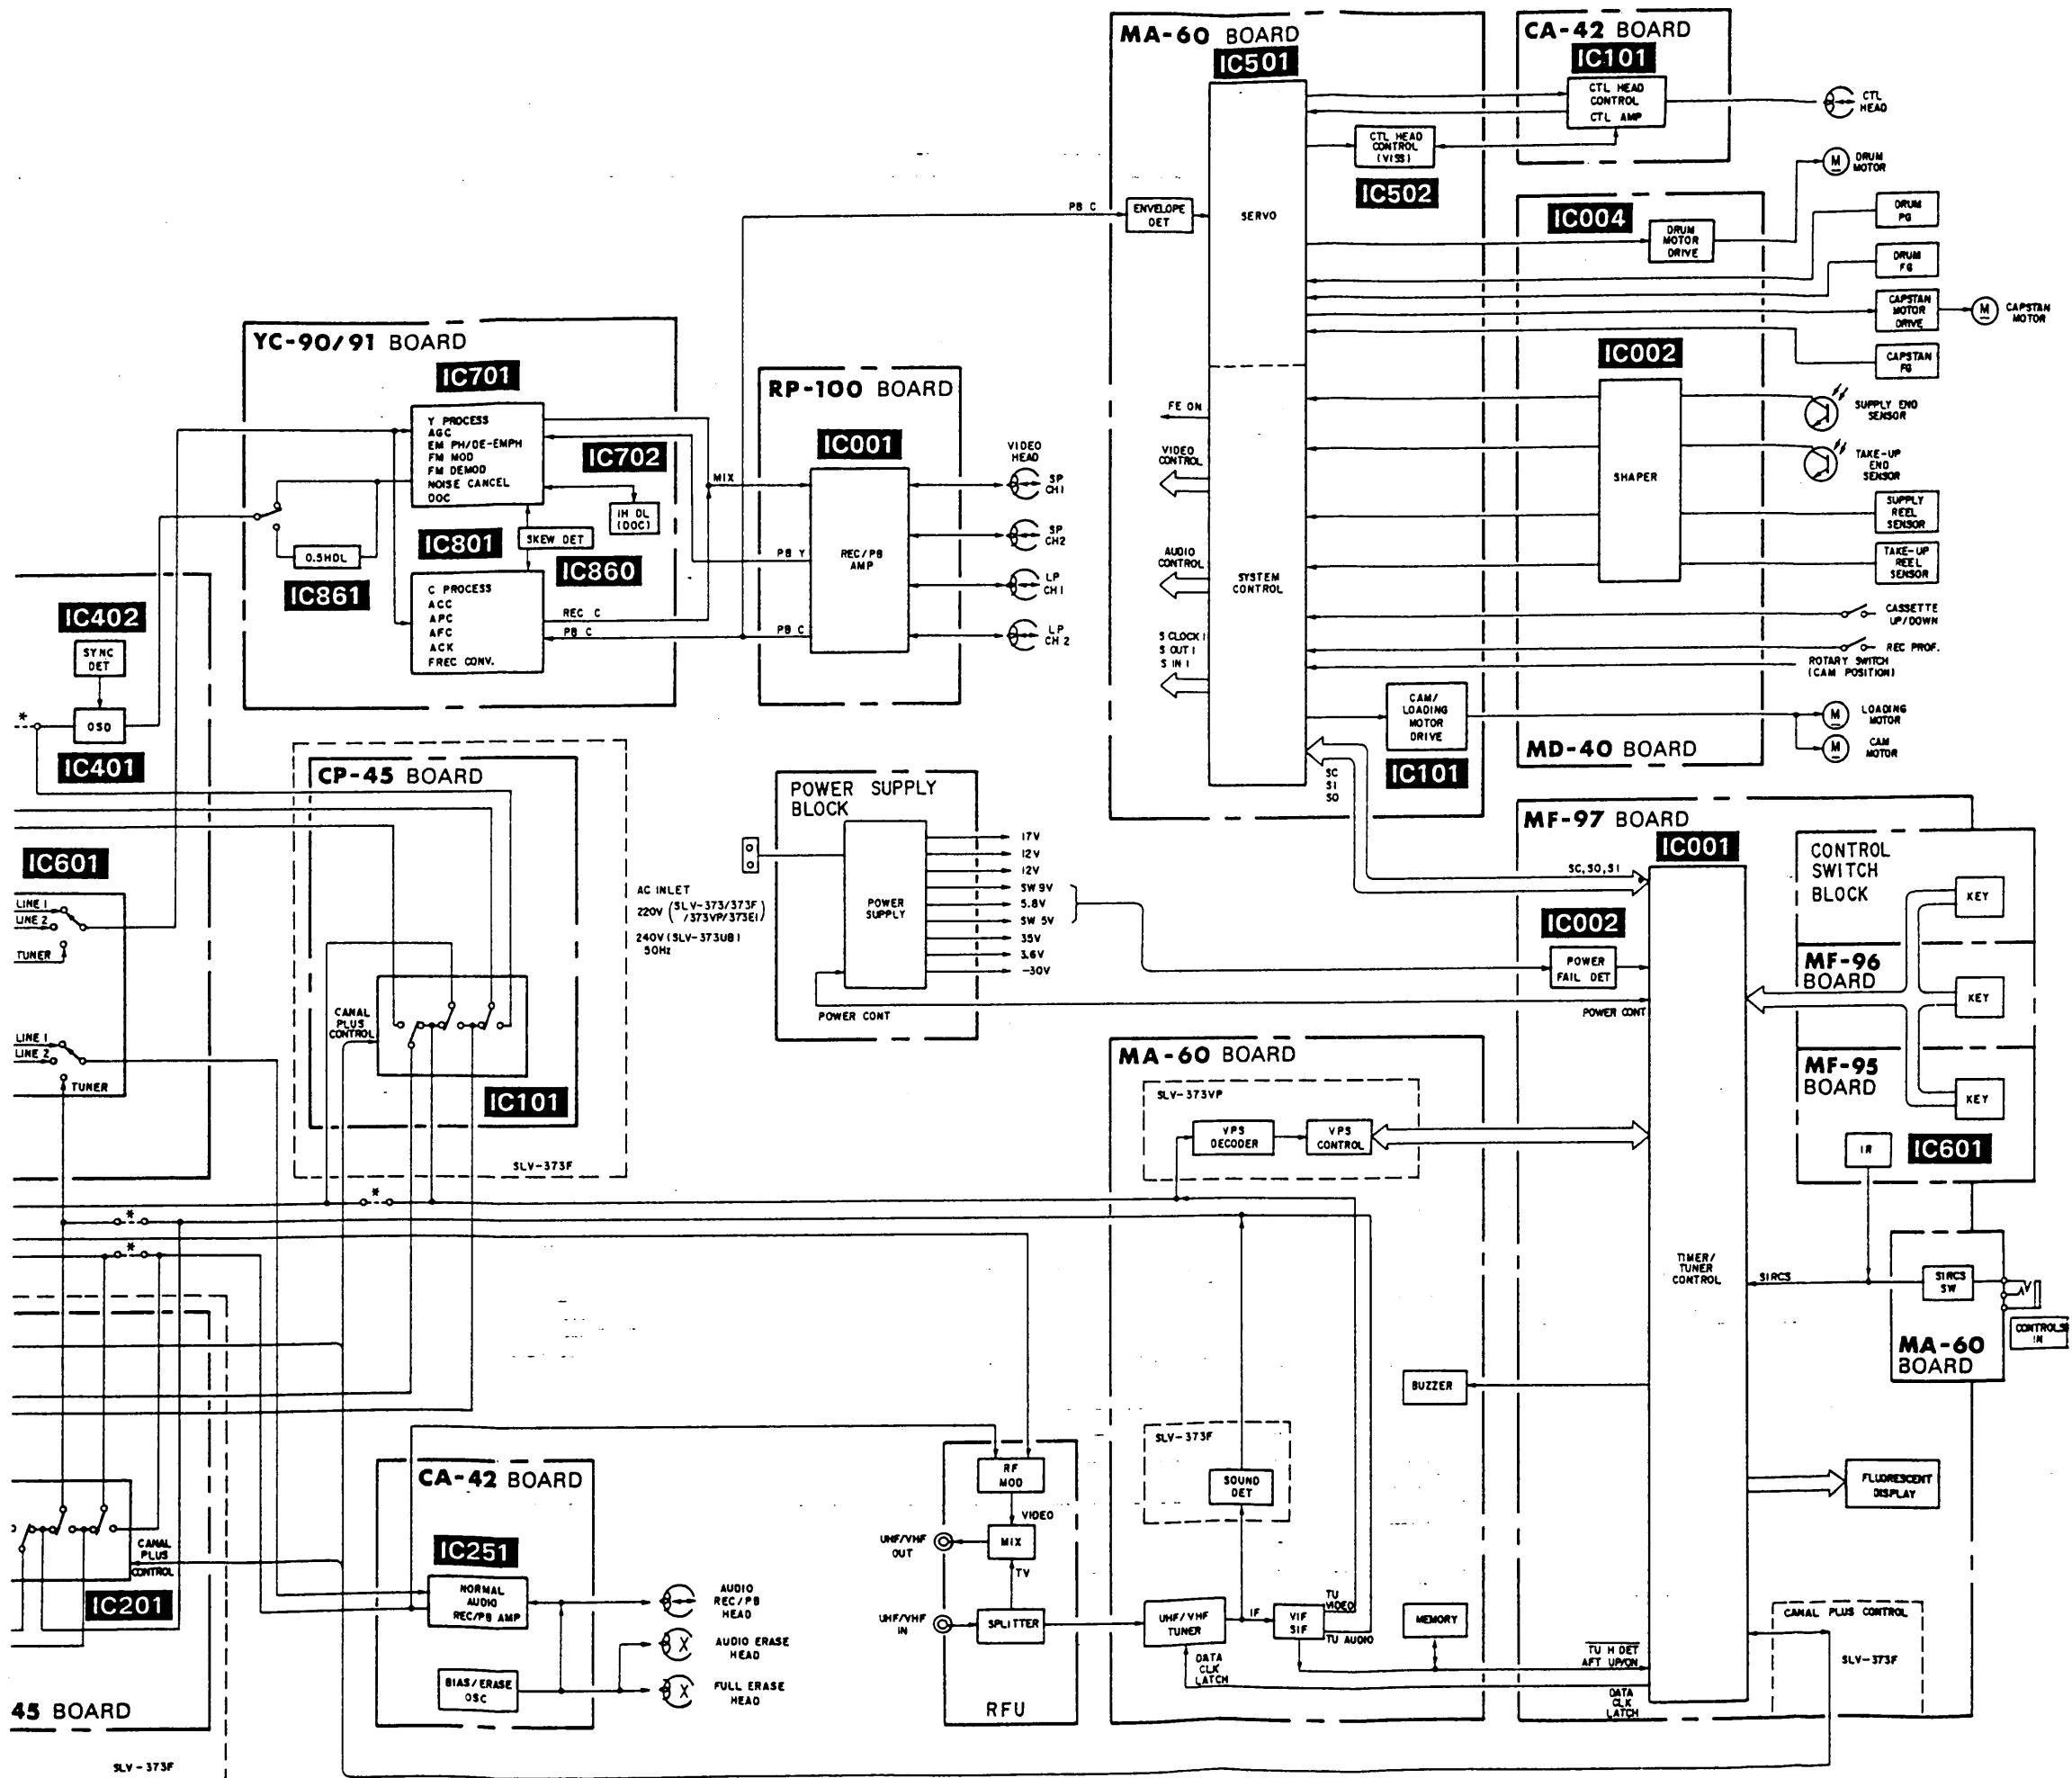 MA-60 BOARD
IC501
SERVO
SYSTEM
CONTROL
PB C
ENVELOPE
DET
CTL HEAD
CONTROL
(VISS)
IC502
FE ON
VIDEO
CONTROL
AUDIO
CONTROL
S CLOCK 1
S OUT 1
S IN 1
CAM/
LOADING
MOTOR
DRIVE
IC101
SC
SI
SO
CA-42 BOARD
IC101
CTL HEAD
CONTROL
CTL AMP
CTL
HEAD
M
DRUM
MOTOR
IC004
DRUM
MOTOR
DRIVE
DRUM
PG
DRUM
FG
CAPSTAN
MOTOR
DRIVE
M
CAPSTAN
MOTOR
CAPSTAN
FG
IC002
SHAPER
SUPPLY END
SENSOR
TAKE-UP
END
SENSOR
SUPPLY
REEL
SENSOR
TAKE-UP
REEL
SENSOR
CASSETTE
UP/DOWN
REC PROF.
ROTARY SWITCH
(CAM POSITION)
M
LOADING
MOTOR
M
CAM
MOTOR
MD-40 BOARD
YC-90/91 BOARD
IC701
Y PROCESS
AGC
EM PH/DE-EMPH
FM MOD
FM DEMOD
NOISE CANCEL
DOC
IC702
1H DL
(DOC)
IC801
SKEW DET
IC860
0.5HDL
IC861
C PROCESS
ACC
APC
AFC
ACK
FREC CONV.
REC C
PB C
MIX
PB Y
PB C
RP-100 BOARD
IC001
REC/PB
AMP
VIDEO
HEAD
SP
CH1
SP
CH2
LP
CH1
LP
CH2
IC402
SYNC
DET
*
OSD
IC401
IC601
LINE 1
LINE 2
TUNER
LINE 1
LINE 2
TUNER
CP-45 BOARD
CANAL
PLUS
CONTROL
IC101
SLV-373F
POWER SUPPLY
BLOCK
POWER
SUPPLY
17V
12V
12V
SW 9V
5.8V
SW 5V
35V
3.6V
-30V
AC INLET
220V (SLV-373/373F
/373VP/373EI)
240V (SLV-373UB)
50Hz
POWER CONT
MF-97 BOARD
IC001
SC, SO, SI
IC002
POWER
FAIL DET
POWER CONT
TIMER/
TUNER
CONTROL
CONTROL
SWITCH
BLOCK
KEY
MF-96
BOARD
KEY
MF-95
BOARD
KEY
IR
IC601
SIRCS
SIRCS
SW
CONTROL S
IN
MA-60
BOARD
BUZZER
FLUORESCENT
DISPLAY
MA-60 BOARD
SLV-373VP
VPS
DECODER
VPS
CONTROL
SLV-373F
SOUND
DET
UHF/VHF
TUNER
IF
VIF
SIF
TU
VIDEO
TU AUDIO
MEMORY
DATA
CLK
LATCH
TU H DET
AFT UP/ON
DATA
CLK
LATCH
CANAL PLUS CONTROL
SLV-373F
*
*
*
CA-42 BOARD
IC251
NORMAL
AUDIO
REC/PB AMP
BIAS/ERASE
OSC
AUDIO
REC/PB
HEAD
AUDIO ERASE
HEAD
FULL ERASE
HEAD
RF
MOD
VIDEO
MIX
TV
SPLITTER
UHF/VHF
OUT
UHF/VHF
IN
RFU
CANAL
PLUS
CONTROL
IC201
45 BOARD
SLV-373F